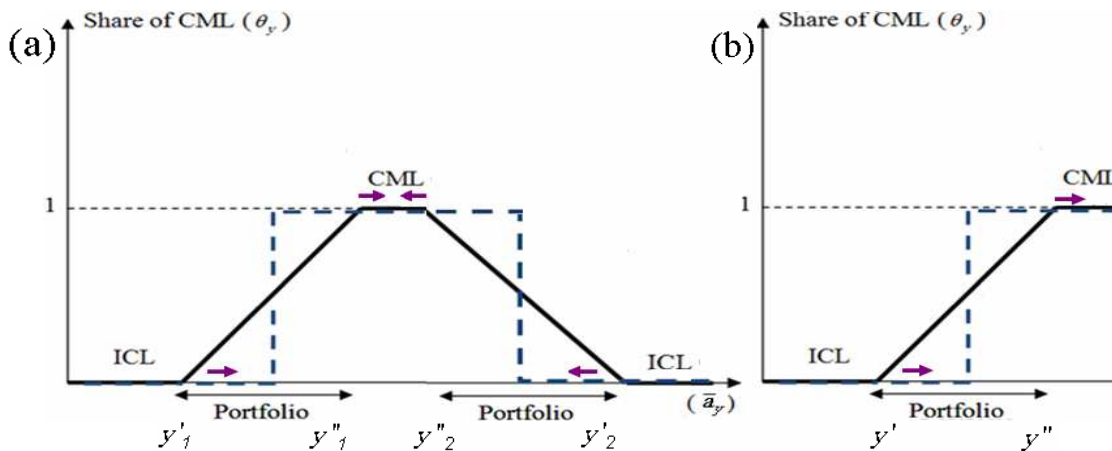 (a)
Share of CML (θy)
1
CML
ICL
ICL
Portfolio
Portfolio
(āy)
y'1
y''1
y''2
y'2
(b)
Share of CML (θy)
1
CML
ICL
Portfolio
y'
y''